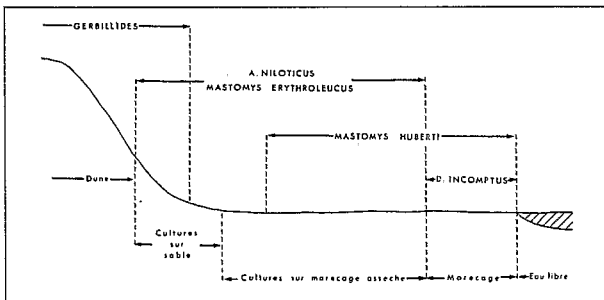 GERBILLIDES
A. NILOTICUS
MASTOMYS ERYTHROLEUCUS
MASTOMYS HUBERTI
D. INCOMPTUS
Dune
Cultures
sur
sable
Cultures sur marecage asseche
Marecage
Eau libre